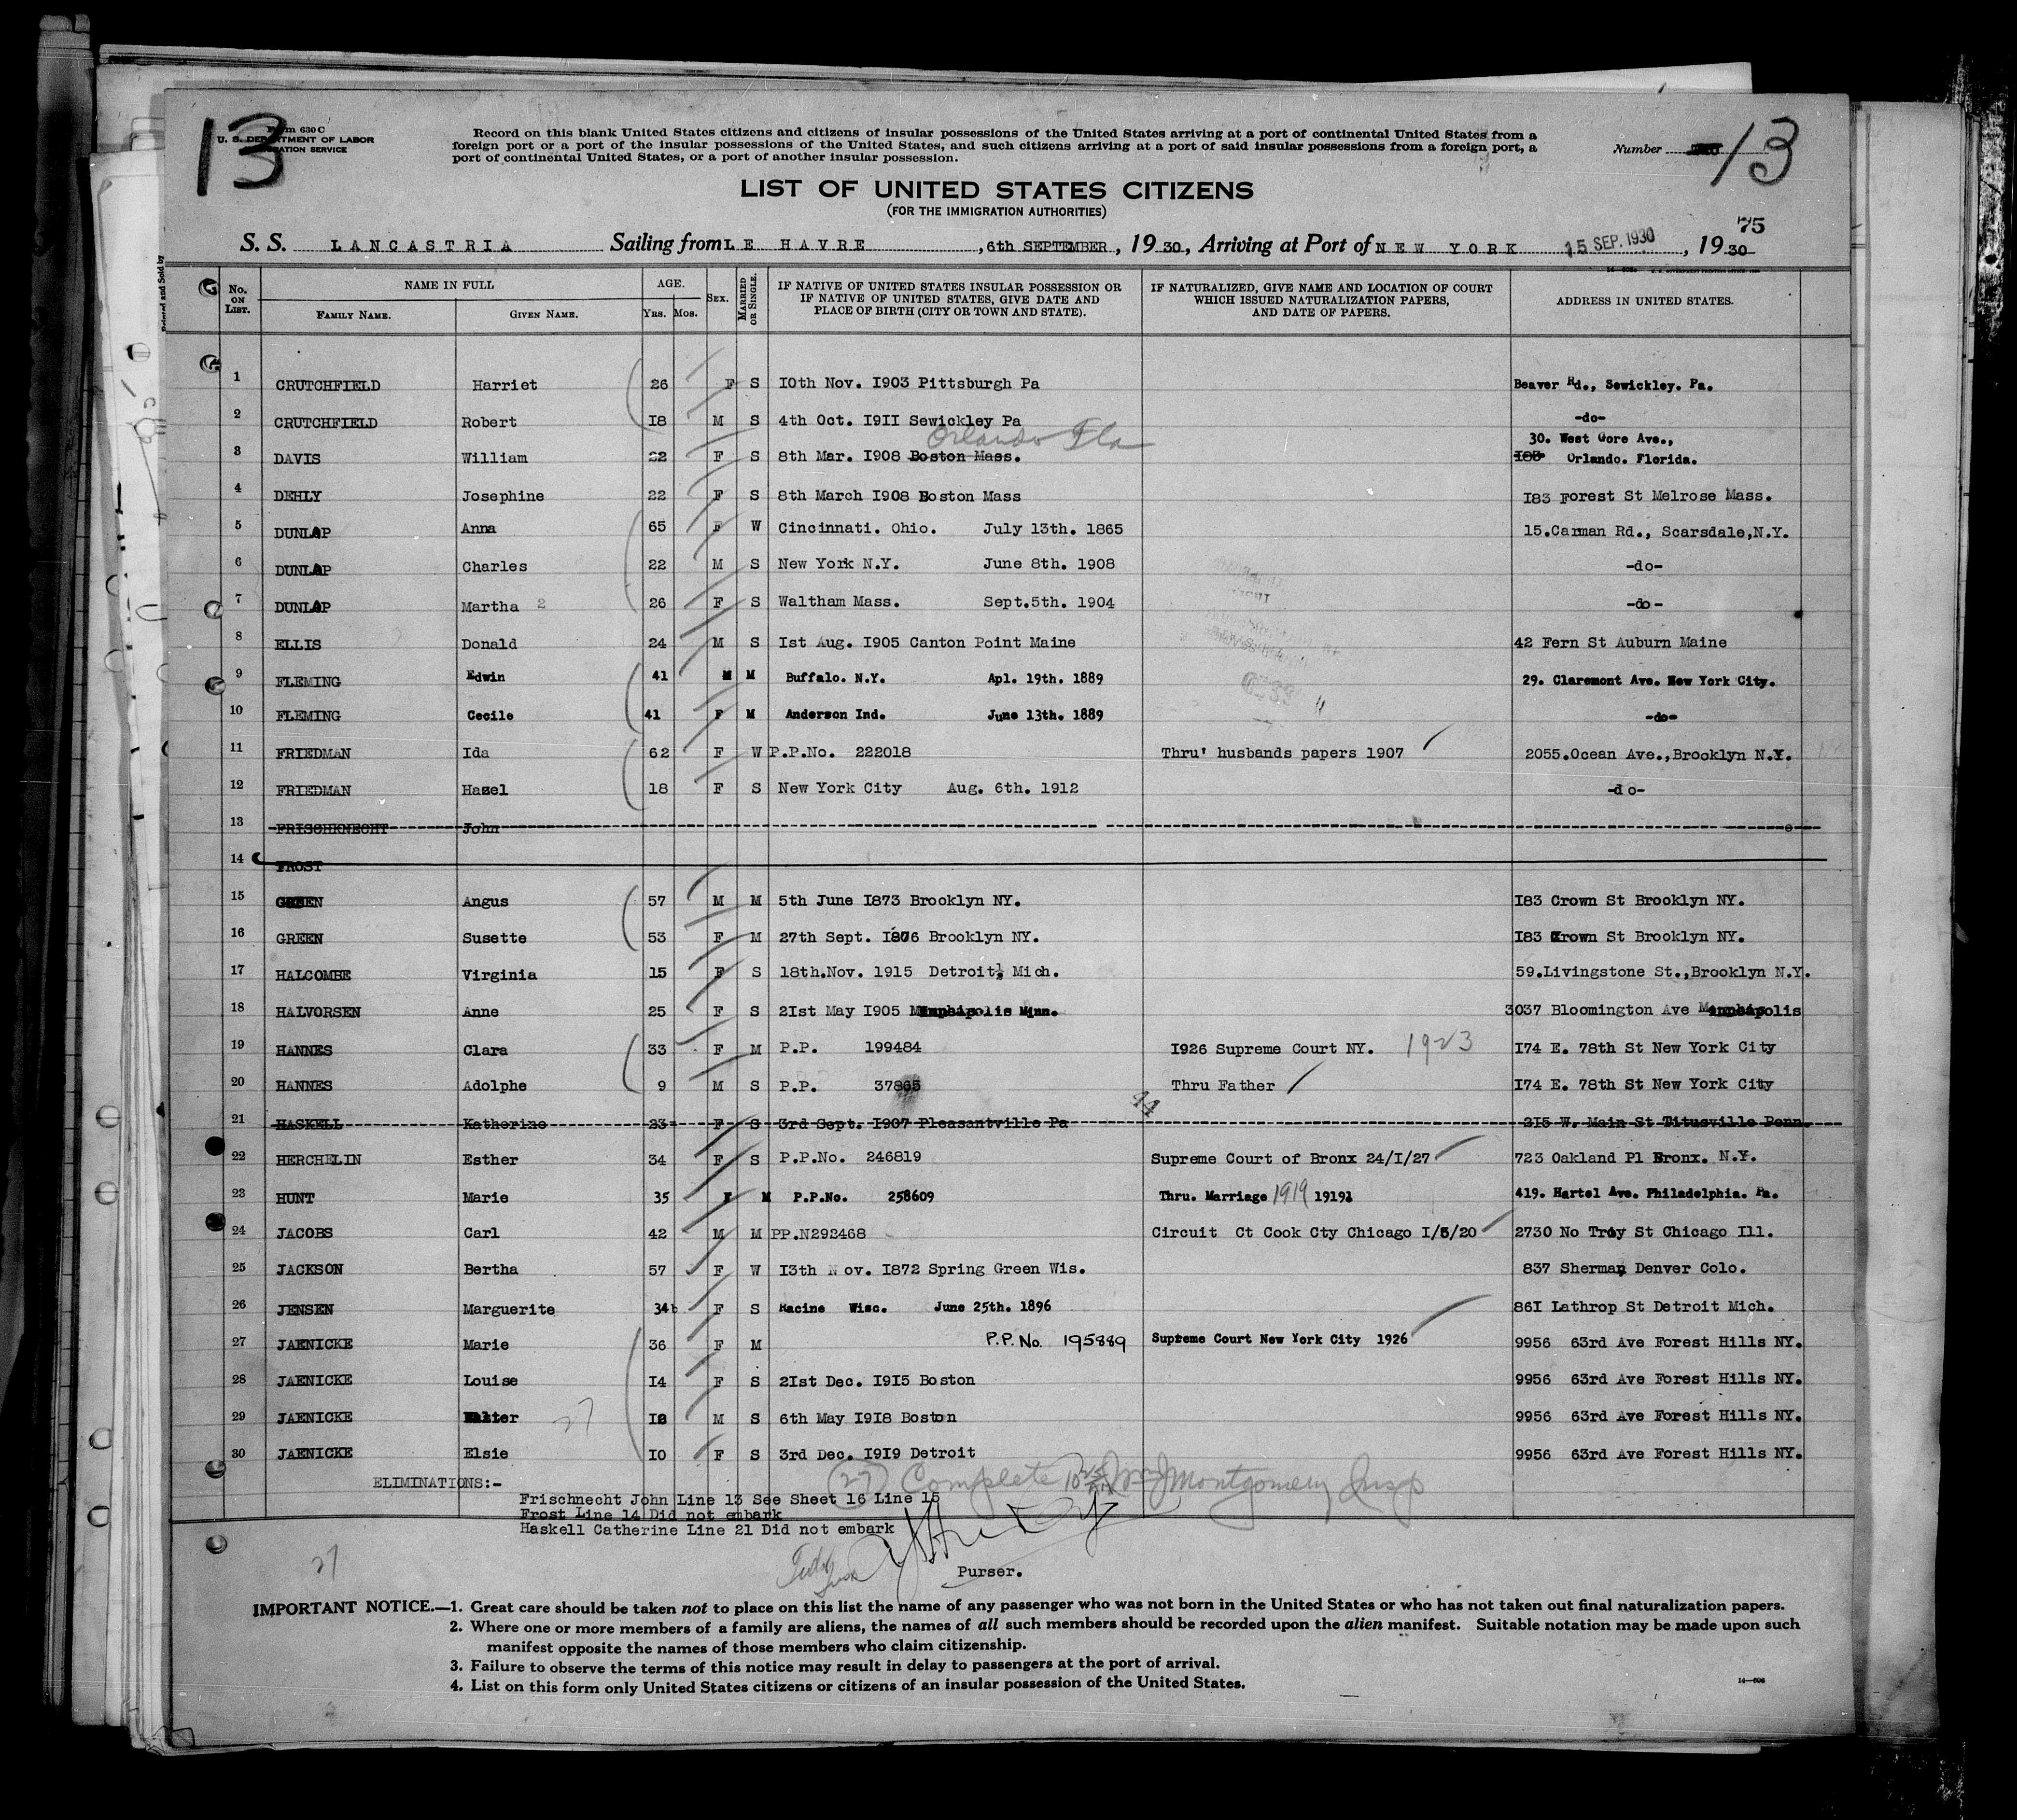 13
Form 630 C
U. S. DEPARTMENT OF LABOR
IMMIGRATION SERVICE
Record on this blank United States citizens and citizens of insular possessions of the United States arriving at a port of continental United States from a
foreign port or a port of the insular possessions of the United States, and such citizens arriving at a port of said insular possessions from a foreign port, a
port of continental United States, or a port of another insular possession.
Number 13
LIST OF UNITED STATES CITIZENS
(FOR THE IMMIGRATION AUTHORITIES)
75
S. S. LANCASTRIA Sailing from LE HAVRE, 6th SEPTEMBER, 1930, Arriving at Port of NEW YORK 15 SEP. 1930, 1930
No. ON LIST. NAME IN FULL FAMILY NAME. GIVEN NAME. AGE. YRS. MOS. SEX. MARRIED OR SINGLE. IF NATIVE OF UNITED STATES INSULAR POSSESSION OR IF NATIVE OF UNITED STATES, GIVE DATE AND PLACE OF BIRTH (CITY OR TOWN AND STATE). IF NATURALIZED, GIVE NAME AND LOCATION OF COURT WHICH ISSUED NATURALIZATION PAPERS, AND DATE OF PAPERS. ADDRESS IN UNITED STATES.
1 CRUTCHFIELD Harriet 26 F S 10th Nov. 1903 Pittsburgh Pa Beaver Rd., Sewickley. Pa.
2 CRUTCHFIELD Robert 18 M S 4th Oct. 1911 Sewickley Pa -do-
Orlando Fla 30. West Gore Ave.,
3 DAVIS William 22 F S 8th Mar. 1908 Boston Mass. 183 Orlando. Florida.
4 DEHLY Josephine 22 F S 8th March 1908 Boston Mass 183 Forest St Melrose Mass.
5 DUNLAP Anna 65 F W Cincinnati. Ohio. July 13th. 1865 15.Carman Rd., Scarsdale,N.Y.
6 DUNLAP Charles 22 M S New York N.Y. June 8th. 1908 -do-
7 DUNLAP Martha 2 26 F S Waltham Mass. Sept.5th. 1904 -do-
8 ELLIS Donald 24 M S 1st Aug. 1905 Canton Point Maine 42 Fern St Auburn Maine
9 FLEMING Edwin 41 M M Buffalo. N.Y. Apl. 19th. 1889 29. Claremont Ave. New York City.
10 FLEMING Cecile 41 F M Anderson Ind. June 13th. 1889 -do-
11 FRIEDMAN Ida 62 F W P.P.No. 222018 Thru' husbands papers 1907 2055.Ocean Ave.,Brooklyn N.Y.
12 FRIEDMAN Hazel 18 F S New York City Aug. 6th. 1912 -do-
13 FRISCHKNECHT John
14 FROST
15 GREEN Angus 57 M M 5th June 1873 Brooklyn NY. 183 Crown St Brooklyn NY.
16 GREEN Susette 53 F M 27th Sept. 1876 Brooklyn NY. 183 Crown St Brooklyn NY.
17 HALCOMBE Virginia 15 F S 18th.Nov. 1915 Detroit, Mich. 59.Livingstone St.,Brooklyn N.Y.
18 HALVORSEN Anne 25 F S 21st May 1905 Minneapolis Minn. 3037 Bloomington Ave Minneapolis
19 HANNES Clara 33 F M P.P. 199484 1926 Supreme Court NY. 1923 174 E. 78th St New York City
20 HANNES Adolphe 9 M S P.P. 37865 Thru Father 174 E. 78th St New York City
21 HASKELL Katherine 23 F S 3rd Sept. 1907 Pleasantville Pa 44 215 W. Main St Titusville Penn.
22 HERCHELIN Esther 34 F S P.P.No. 246819 Supreme Court of Bronx 24/1/27 723 Oakland Pl Bronx. N.Y.
23 HUNT Marie 35 F M P.P.No. 258609 Thru. Marriage 1919 1919 419. Hartel Ave. Philadelphia. Pa.
24 JACOBS Carl 42 M M PP.N292468 Circuit Ct Cook Cty Chicago 1/5/20 2730 No Troy St Chicago Ill.
25 JACKSON Bertha 57 F W 13th Nov. 1872 Spring Green Wis. 837 Sherman Denver Colo.
26 JENSEN Marguerite 34 F S Racine Wisc. June 25th. 1896 861 Lathrop St Detroit Mich.
27 JAENICKE Marie 36 F M P.P. No. 195889 Supreme Court New York City 1926 9956 63rd Ave Forest Hills NY.
28 JAENICKE Louise 14 F S 21st Dec. 1915 Boston 9956 63rd Ave Forest Hills NY.
29 JAENICKE Walter 27 12 M S 6th May 1918 Boston 9956 63rd Ave Forest Hills NY.
30 JAENICKE Elsie 10 F S 3rd Dec. 1919 Detroit 9956 63rd Ave Forest Hills NY.
ELIMINATIONS:- 27 Complete Montgomery Insp
Frischnecht John Line 13 See Sheet 16 Line 15
Frost Line 14 Did not embark
Haskell Catherine Line 21 Did not embark
27
Purser.
IMPORTANT NOTICE.—1. Great care should be taken not to place on this list the name of any passenger who was not born in the United States or who has not taken out final naturalization papers.
2. Where one or more members of a family are aliens, the names of all such members should be recorded upon the alien manifest. Suitable notation may be made upon such
manifest opposite the names of those members who claim citizenship.
3. Failure to observe the terms of this notice may result in delay to passengers at the port of arrival.
4. List on this form only United States citizens or citizens of an insular possession of the United States.